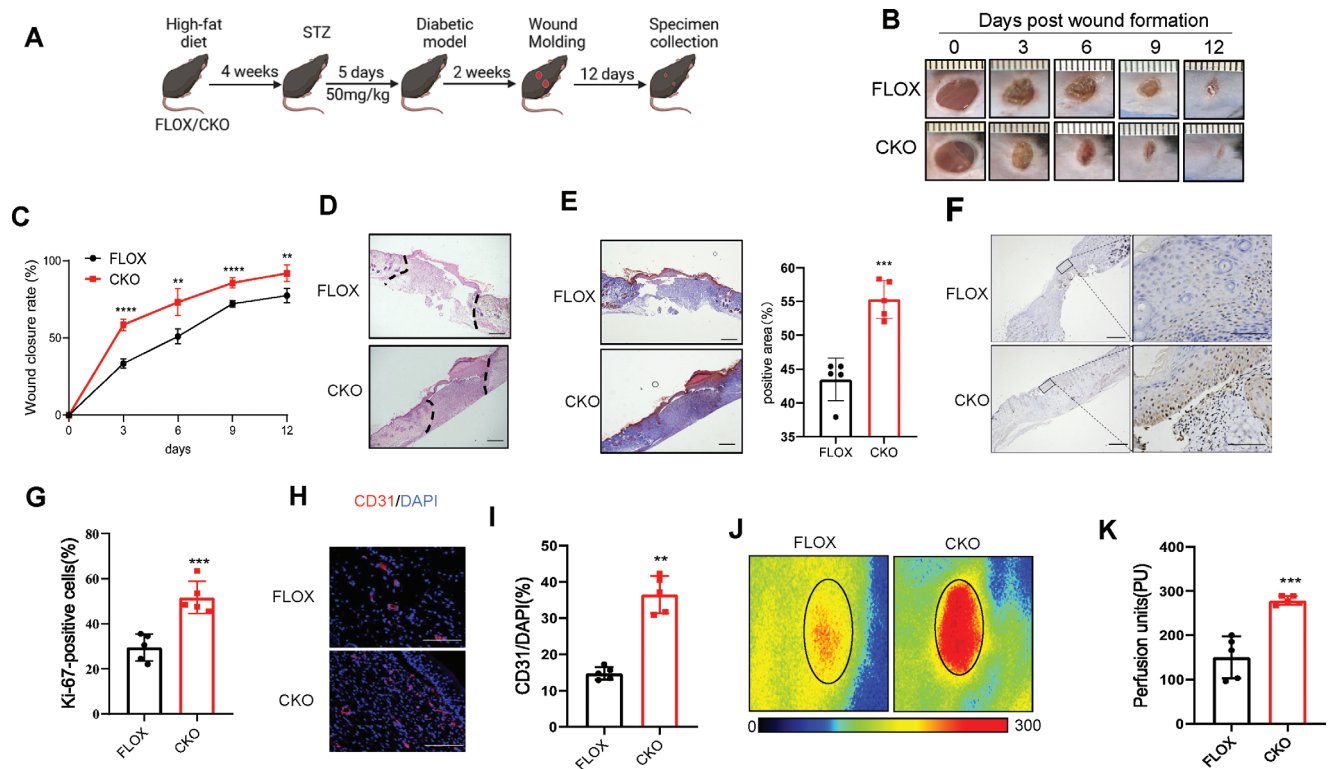 A
High-fat
diet
STZ
Diabetic
model
Wound
Molding
Specimen
collection
4 weeks
5 days
50mg/kg
2 weeks
12 days
FLOX/CKO
B
Days post wound formation
0 3 6 9 12
FLOX
CKO
C
Wound closure rate (%)
100
50
0
FLOX
CKO
**** ** **** **
0 3 6 9 12
days
D
FLOX
CKO
E
FLOX
CKO
positive area(%)
65
60
55
50
45
40
35
***
FLOX CKO
F
FLOX
CKO
G
Ki-67-positive cells(%)
80
60
40
20
0
***
FLOX CKO
H
CD31/DAPI
FLOX
CKO
I
CD31/DAPI(%)
50
40
30
20
10
0
**
FLOX CKO
J
FLOX CKO
0 300
K
Perfusion units(PU)
400
300
200
100
0
***
FLOX CKO